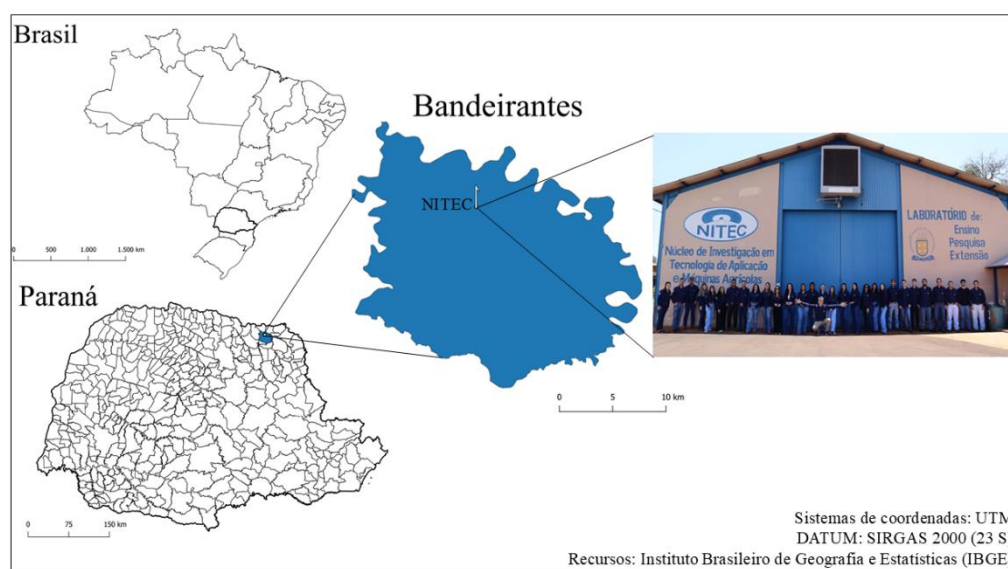 Brasil
0 500 1.000 1.500 km
Paraná
0 75 150 km
Bandeirantes
NITEC
0 5 10 km
NITEC
Núcleo de Investigação em
Tecnologia de Aplicação
e Máquinas Agrícolas
LABORATÓRIO de:
Ensino
Pesquisa
Extensão
Sistemas de coordenadas: UTM
DATUM: SIRGAS 2000 (23 S
Recursos: Instituto Brasileiro de Geografia e Estatísticas (IBGE